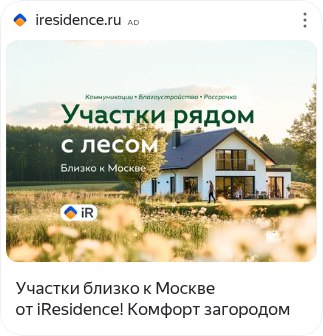 iresidence.ru AD
Коммуникации • Благоустройство • Рассрочка
Участки рядом
с лесом
Близко к Москве
iR
Участки близко к Москве
от iResidence! Комфорт загородом